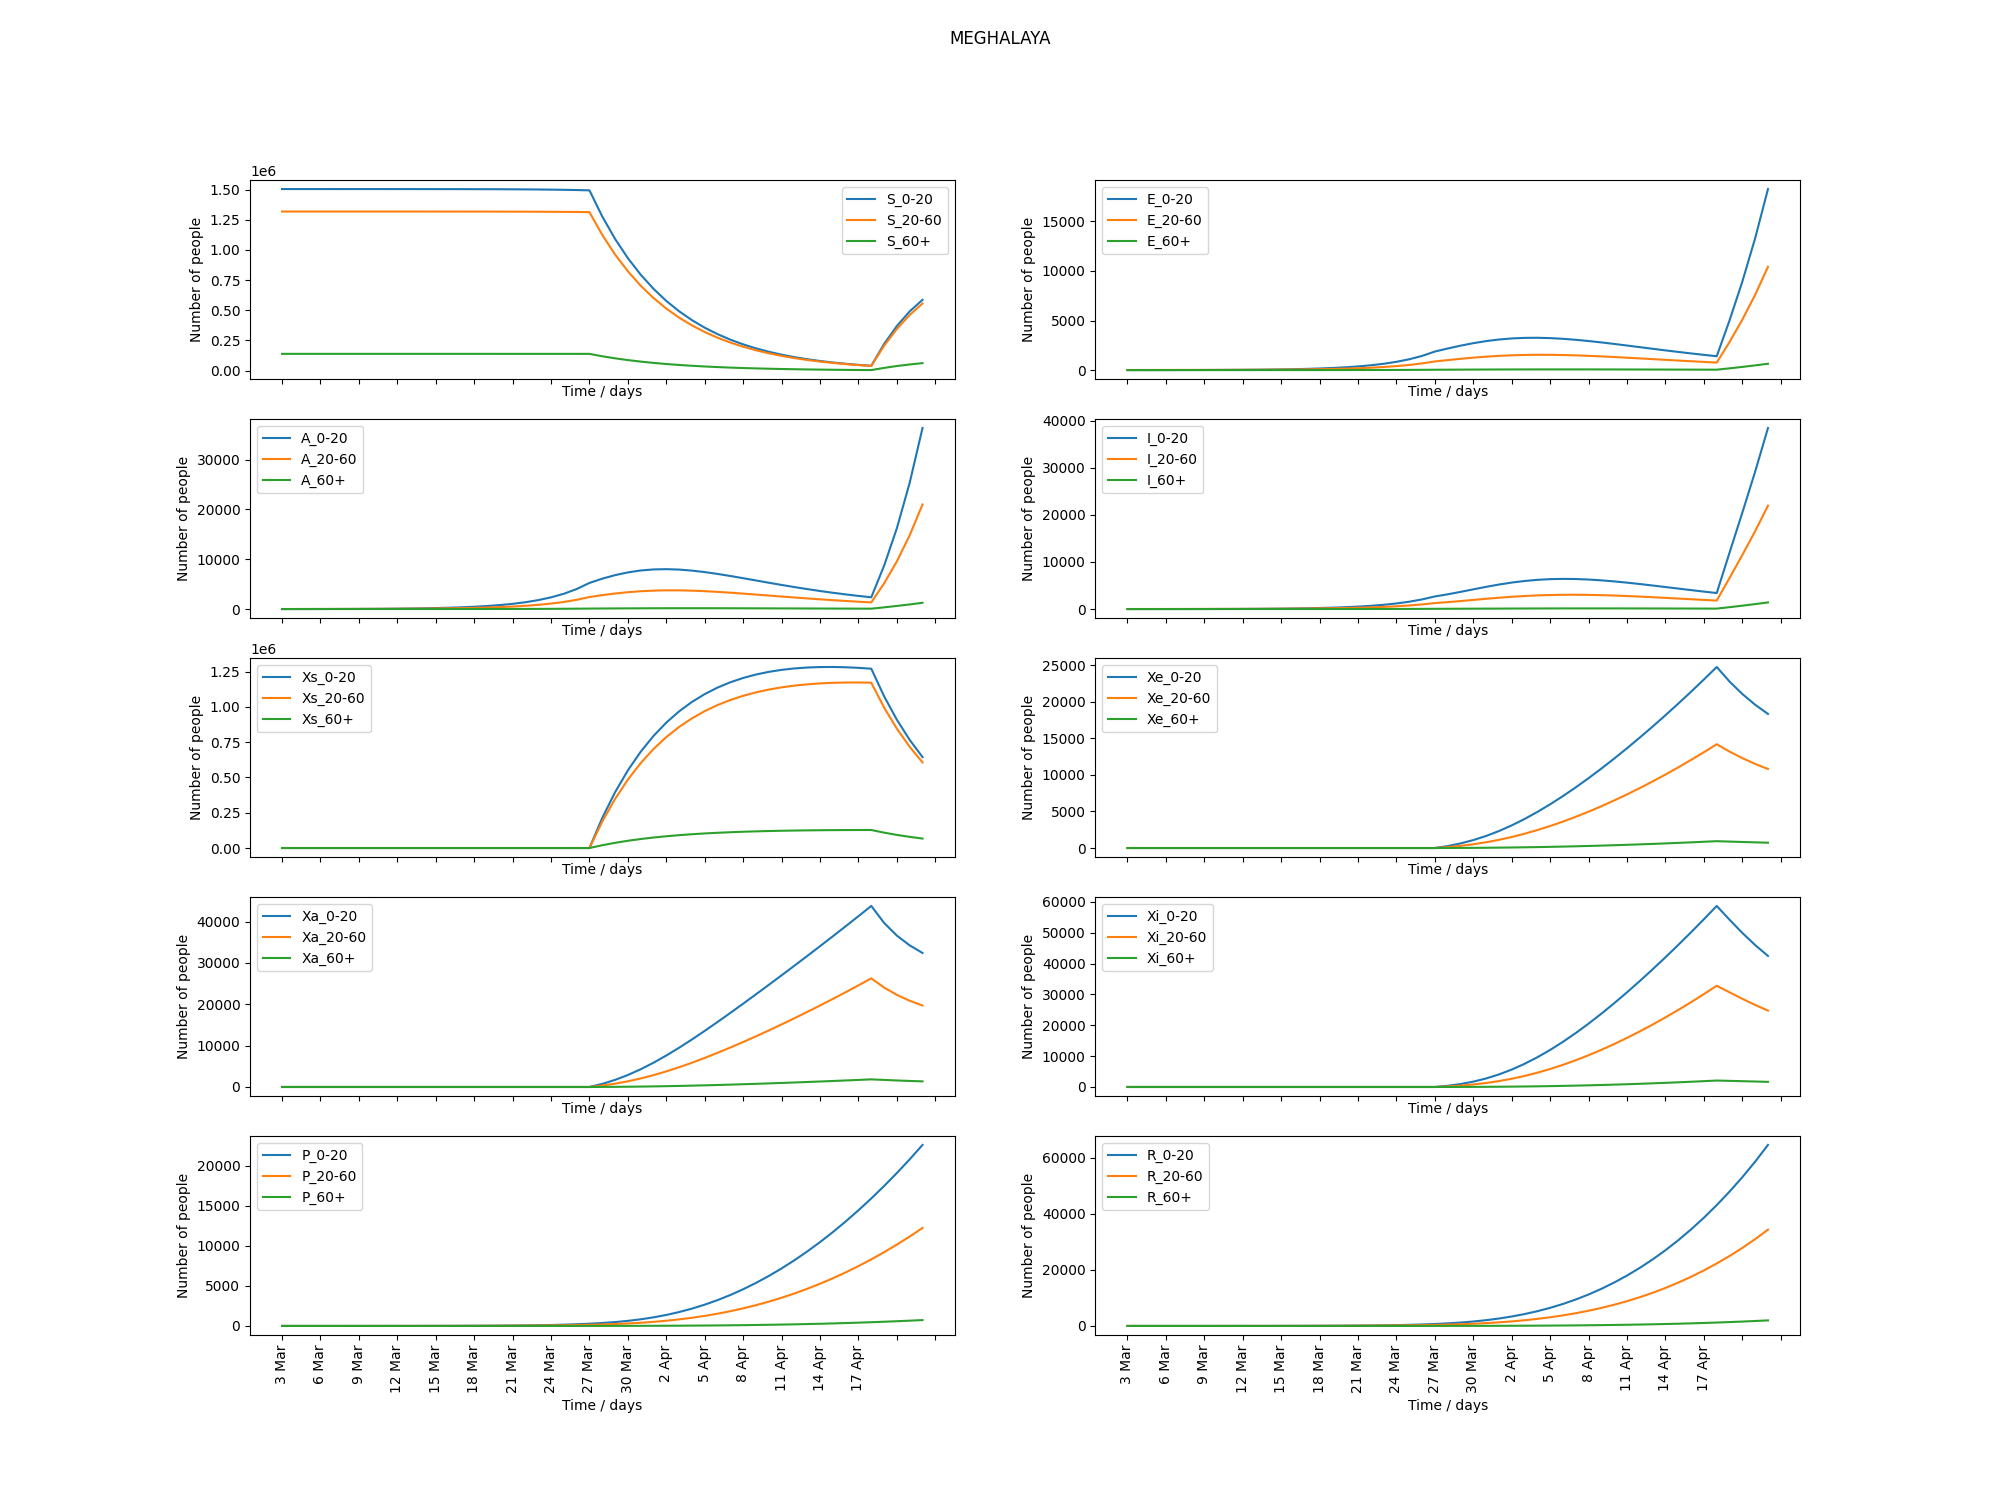 MEGHALAYA
1e6
1.50
1.25
1.00
0.75
0.50
0.25
0.00
Number of people
S_0-20
S_20-60
S_60+
Time / days
15000
10000
5000
0
Number of people
E_0-20
E_20-60
E_60+
Time / days
30000
20000
10000
0
Number of people
A_0-20
A_20-60
A_60+
Time / days
40000
30000
20000
10000
0
Number of people
I_0-20
I_20-60
I_60+
Time / days
1e6
1.25
1.00
0.75
0.50
0.25
0.00
Number of people
Xs_0-20
Xs_20-60
Xs_60+
Time / days
25000
20000
15000
10000
5000
0
Number of people
Xe_0-20
Xe_20-60
Xe_60+
Time / days
40000
30000
20000
10000
0
Number of people
Xa_0-20
Xa_20-60
Xa_60+
Time / days
60000
50000
40000
30000
20000
10000
0
Number of people
Xi_0-20
Xi_20-60
Xi_60+
Time / days
20000
15000
10000
5000
0
Number of people
P_0-20
P_20-60
P_60+
3 Mar
6 Mar
9 Mar
12 Mar
15 Mar
18 Mar
21 Mar
24 Mar
27 Mar
30 Mar
2 Apr
5 Apr
8 Apr
11 Apr
14 Apr
17 Apr
Time / days
60000
40000
20000
0
Number of people
R_0-20
R_20-60
R_60+
3 Mar
6 Mar
9 Mar
12 Mar
15 Mar
18 Mar
21 Mar
24 Mar
27 Mar
30 Mar
2 Apr
5 Apr
8 Apr
11 Apr
14 Apr
17 Apr
Time / days